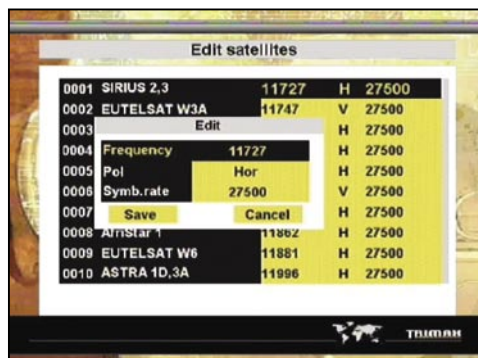 Edit satellites
0001 SIRIUS 2,3 11727 H 27500
0002 EUTELSAT W3A 11747 V 27500
0003 H 27500
Edit
0004 H 27500
Frequency 11727
0005 H 27500
Pol Hor
0006 V 27500
Symb.rate 27500
0007 H 27500
Save Cancel
0008 AfriStar 1 11862 H 27500
0009 EUTELSAT W6 11881 H 27500
0010 ASTRA 1D,3A 11996 H 27500
TRIMAX